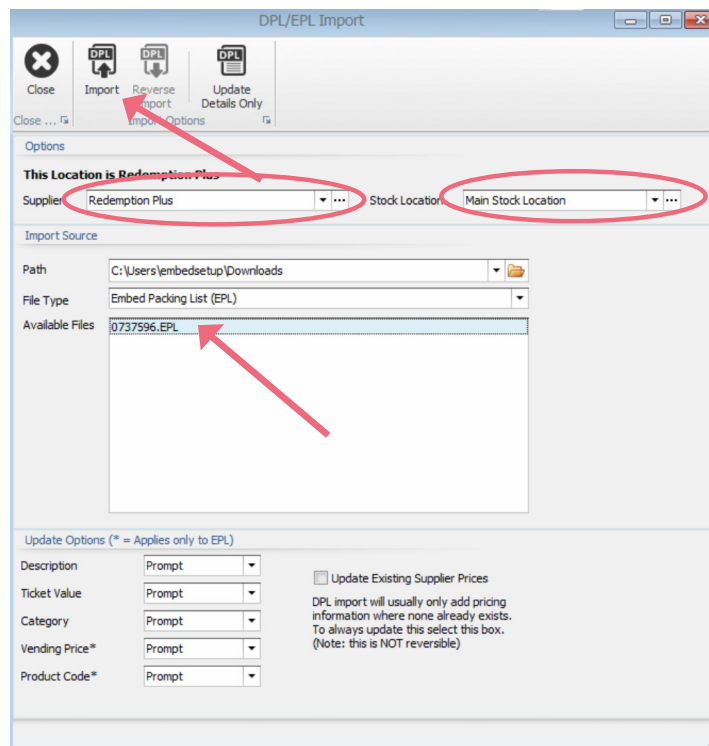 DPL/EPL Import
DPL DPL DPL
Close Import Reverse Import Update Details Only
Close ... Import Options
Options
This Location is Redemption Plus
Supplier Redemption Plus Stock Location Main Stock Location
Import Source
Path C:\Users\embedsetup\Downloads
File Type Embed Packing List (EPL)
Available Files 0737596.EPL
Update Options (* = Applies only to EPL)
Description Prompt
Update Existing Supplier Prices
Ticket Value Prompt
DPL import will usually only add pricing
information where none already exists.
Category Prompt
To always update this select this box.
(Note: this is NOT reversible)
Vending Price* Prompt
Product Code* Prompt